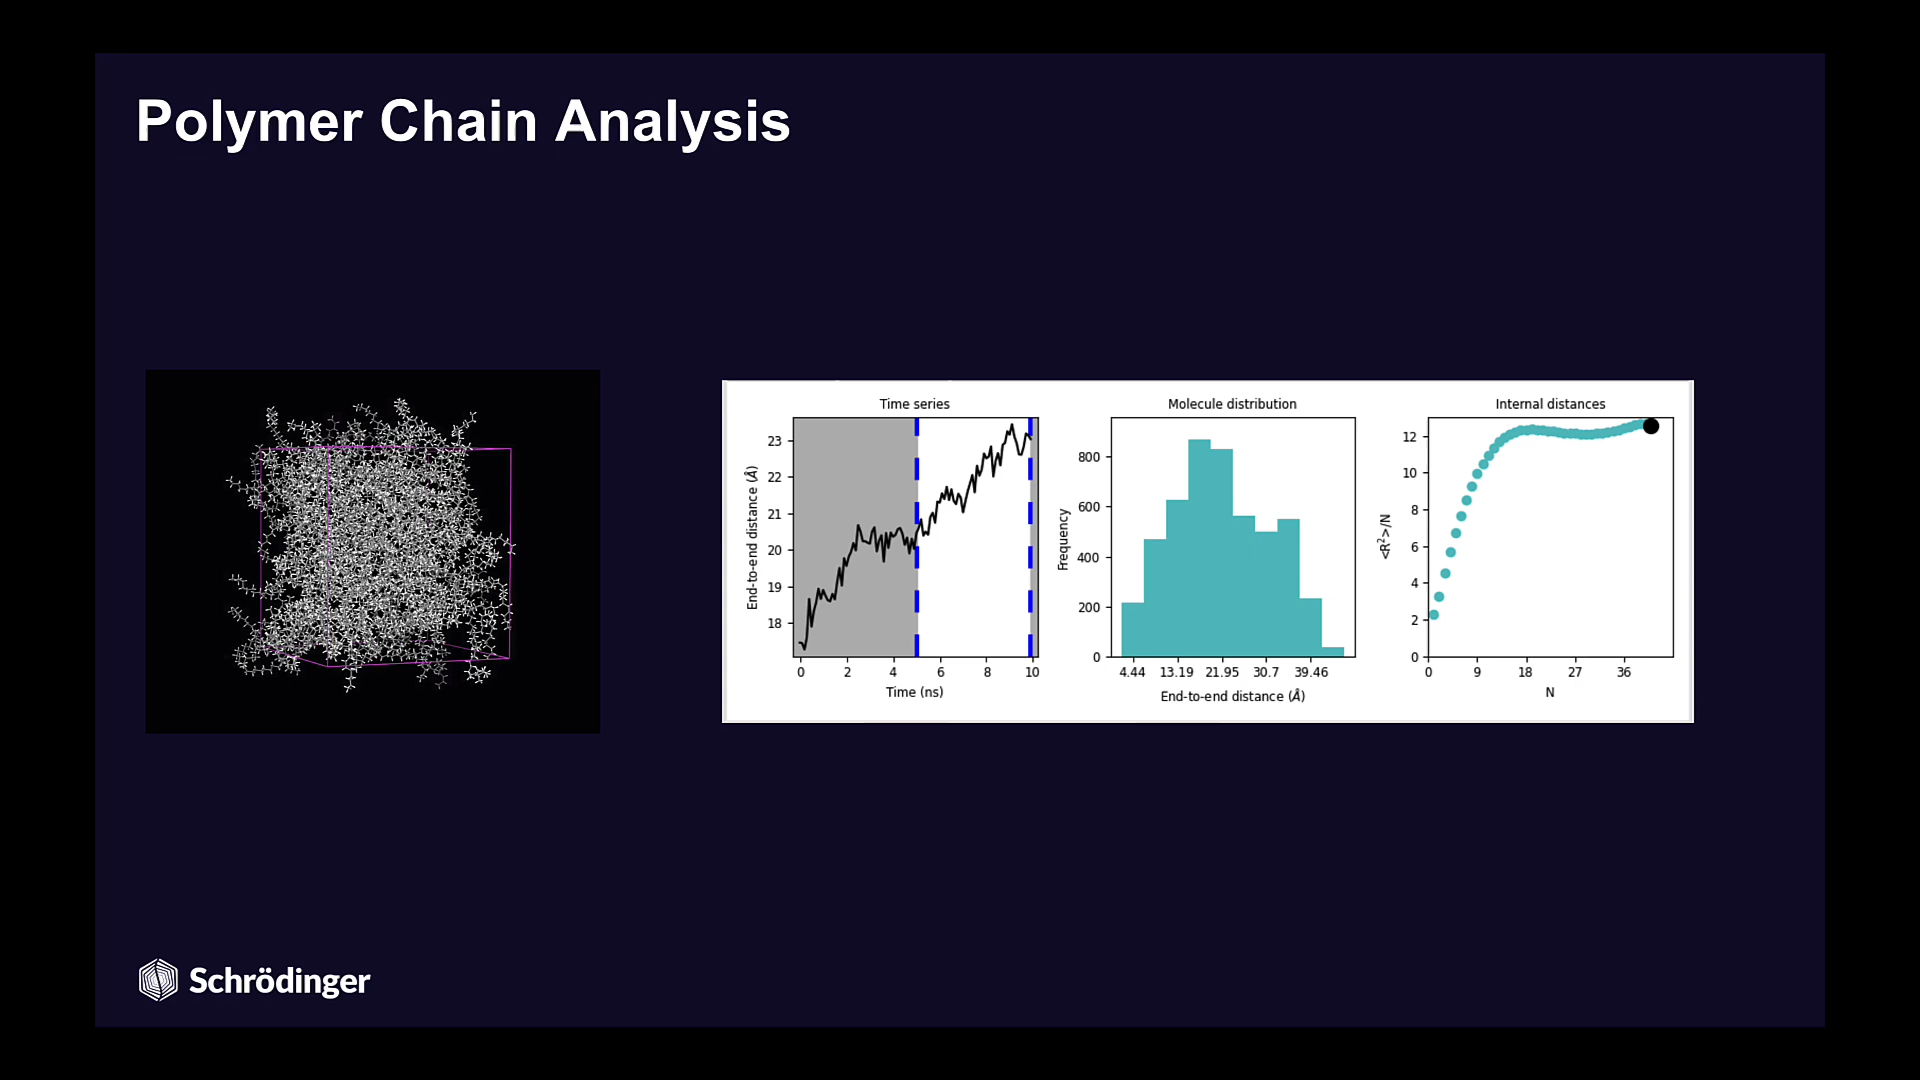 Polymer Chain Analysis
Time series
End-to-end distance (Å)
23
22
21
20
19
18
0 2 4 6 8 10
Time (ns)
Molecule distribution
Frequency
800
600
400
200
0
4.44 13.19 21.95 30.7 39.46
End-to-end distance (Å)
Internal distances
<R²>/N
12
10
8
6
4
2
0
0 9 18 27 36
N
Schrödinger